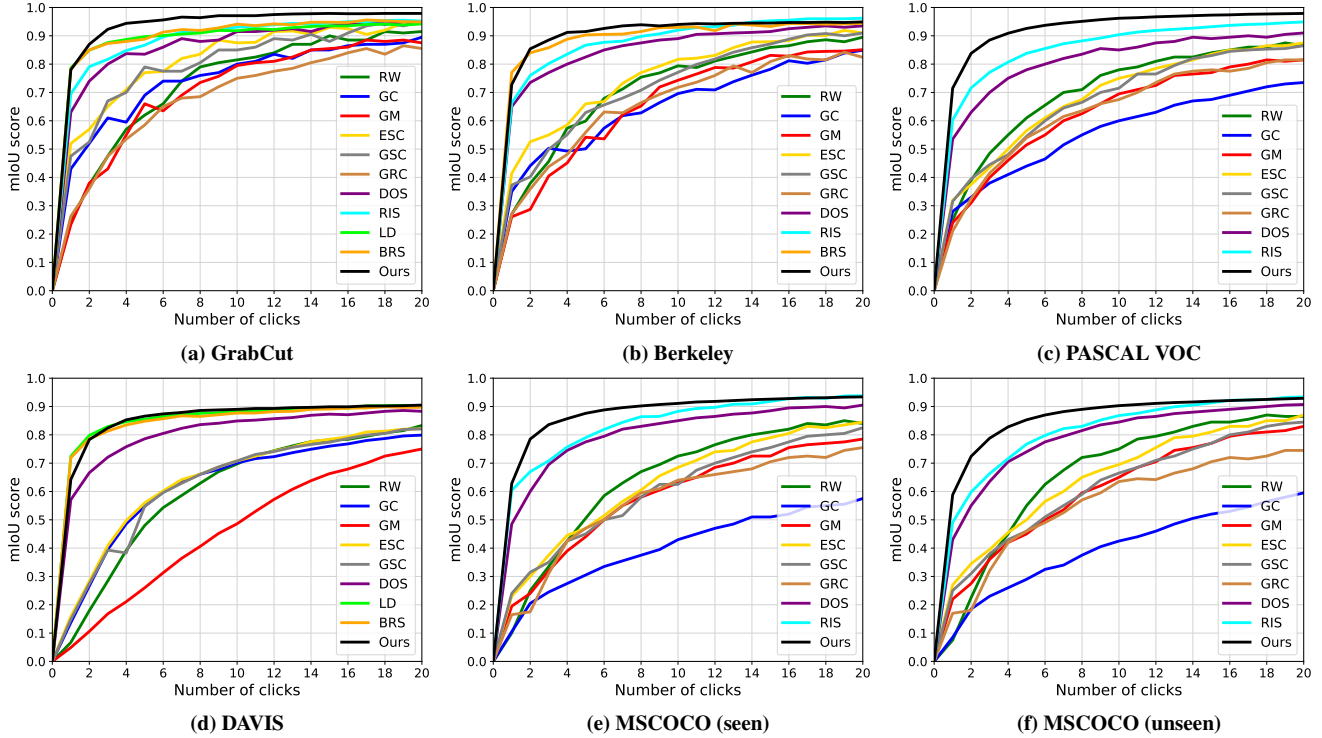 1.0
0.9
0.8
0.7
0.6
0.5
0.4
0.3
0.2
0.1
0.0
mIoU score
RW
GC
GM
ESC
GSC
GRC
DOS
RIS
LD
BRS
Ours
0 2 4 6 8 10 12 14 16 18 20
Number of clicks
(a) GrabCut
1.0
0.9
0.8
0.7
0.6
0.5
0.4
0.3
0.2
0.1
0.0
mIoU score
RW
GC
GM
ESC
GSC
GRC
DOS
RIS
BRS
Ours
0 2 4 6 8 10 12 14 16 18 20
Number of clicks
(b) Berkeley
1.0
0.9
0.8
0.7
0.6
0.5
0.4
0.3
0.2
0.1
0.0
mIoU score
RW
GC
GM
ESC
GSC
GRC
DOS
RIS
Ours
0 2 4 6 8 10 12 14 16 18 20
Number of clicks
(c) PASCAL VOC
1.0
0.9
0.8
0.7
0.6
0.5
0.4
0.3
0.2
0.1
0.0
mIoU score
RW
GC
GM
ESC
GSC
DOS
LD
BRS
Ours
0 2 4 6 8 10 12 14 16 18 20
Number of clicks
(d) DAVIS
1.0
0.9
0.8
0.7
0.6
0.5
0.4
0.3
0.2
0.1
0.0
mIoU score
RW
GC
GM
ESC
GSC
GRC
DOS
RIS
Ours
0 2 4 6 8 10 12 14 16 18 20
Number of clicks
(e) MSCOCO (seen)
1.0
0.9
0.8
0.7
0.6
0.5
0.4
0.3
0.2
0.1
0.0
mIoU score
RW
GC
GM
ESC
GSC
GRC
DOS
RIS
Ours
0 2 4 6 8 10 12 14 16 18 20
Number of clicks
(f) MSCOCO (unseen)